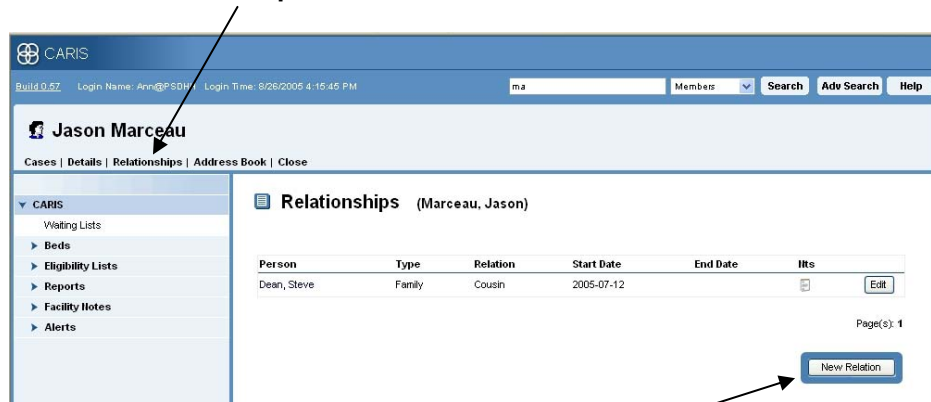 CARIS
Build 0.57 Login Name: Ann@PSDHH Login Time: 8/26/2005 4:15:45 PM ma Members Search Adv Search Help
Jason Marceau
Cases | Details | Relationships | Address Book | Close
CARIS
Waiting Lists
Beds
Eligibility Lists
Reports
Facility Notes
Alerts
Relationships (Marceau, Jason)
Person Type Relation Start Date End Date Nts
Dean, Steve Family Cousin 2005-07-12 Edit
Page(s): 1
New Relation